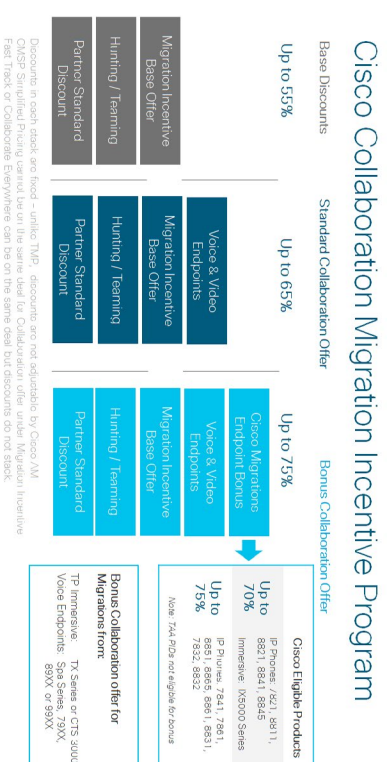 Cisco Collaboration Migration Incentive Program
Base Discounts
Up to 55%
Migration Incentive
Base Offer
Hunting / Teaming
Partner Standard
Discount
Standard Collaboration Offer
Up to 65%
Voice & Video
Endpoints
Migration Incentive
Base Offer
Hunting / Teaming
Partner Standard
Discount
Bonus Collaboration Offer
Up to 75%
Cisco Migrations
Endpoint Bonus
Voice & Video
Endpoints
Migration Incentive
Base Offer
Hunting / Teaming
Partner Standard
Discount
Cisco Eligible Products
Up to
70%
IP Phones: 7821, 8811,
8821, 8841, 8845
Immersive: IX5000 Series
Up to
75%
IP Phones: 7841, 7861,
8851, 8865, 8861, 8831,
7832, 8832
Note: TAA PIDs not eligible for bonus
Bonus Collaboration offer for
Migrations from:
TP Immersive: TX Series or CTS 3000
Voice Endpoints: Spa Series, 79XX,
89XX, or 99XX
Discounts in each stack are fixed – unlike TMP, discounts are not adjustable by Cisco AM
CMSP Simplified Pricing cannot be on the same deal for Collaboration offer under Migration Incentive
Fast Track or Collaborate Everywhere can be on the same deal but discounts do not stack.